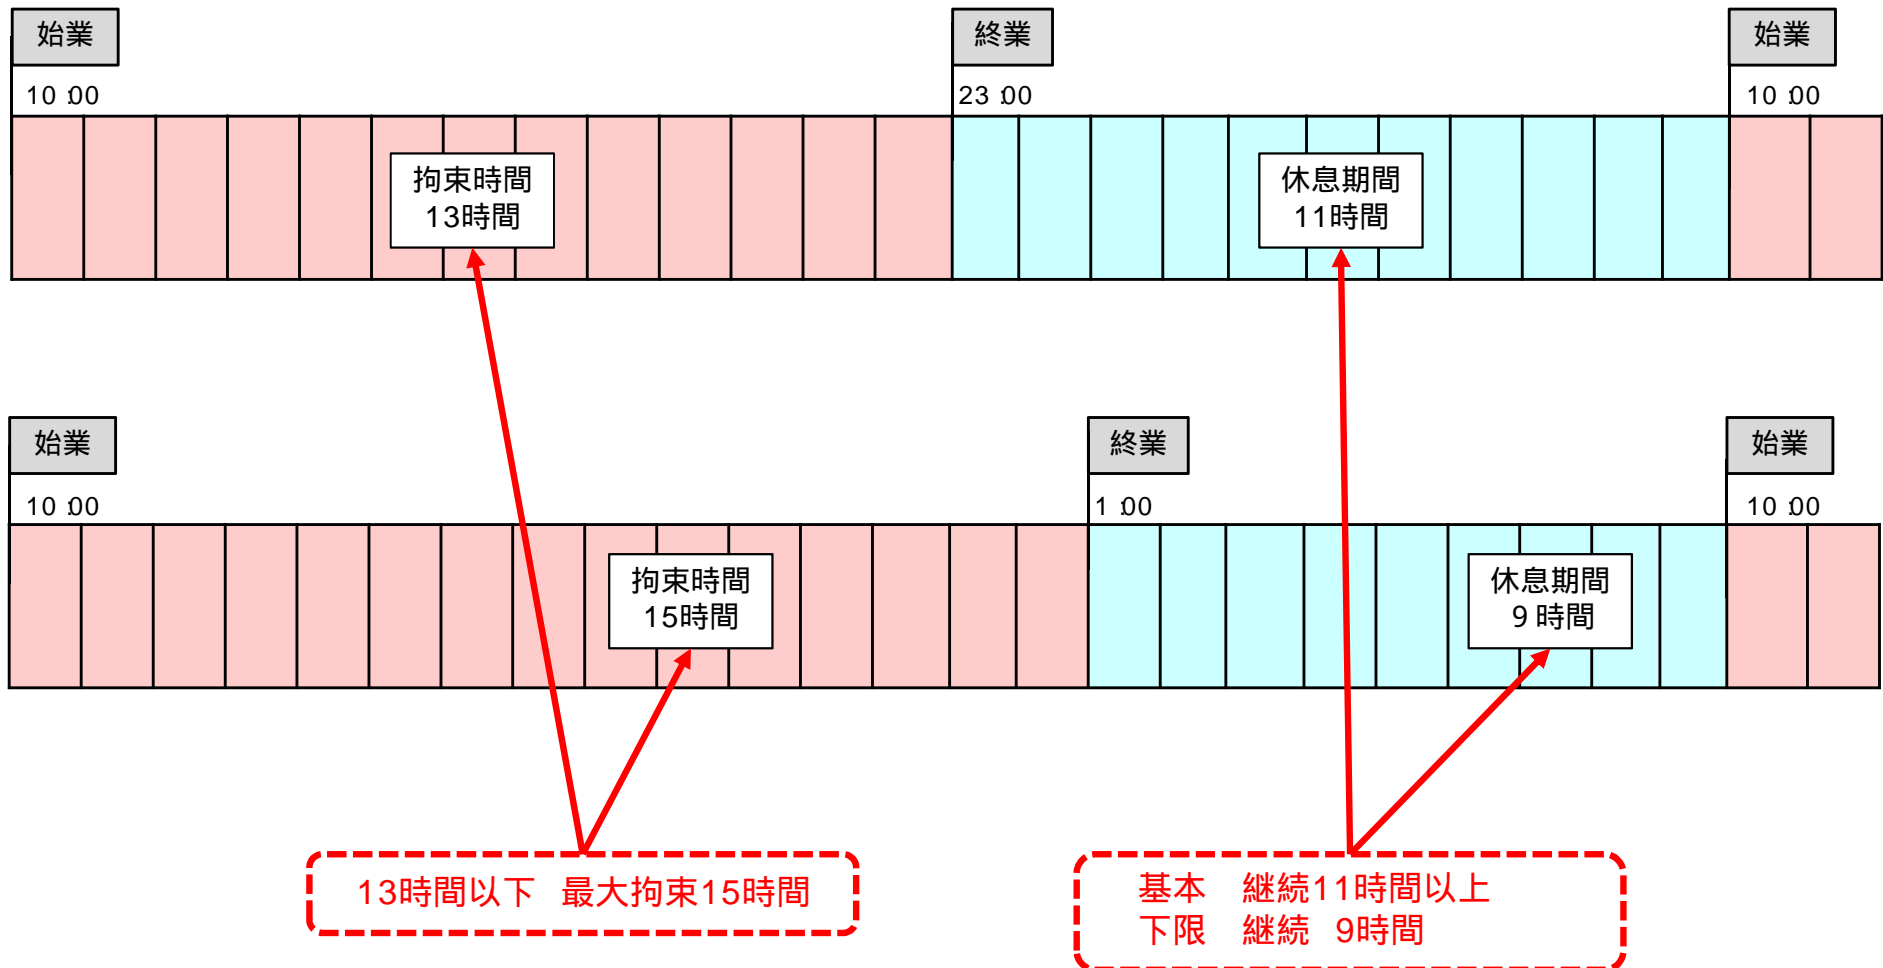 始業
終業
始業
10:00
23:00
10:00
拘束時間
13時間
休息期間
11時間
始業
終業
始業
10:00
1:00
10:00
拘束時間
15時間
休息期間
9時間
13時間以下 最大拘束15時間
基本 継続11時間以上
下限 継続 9時間